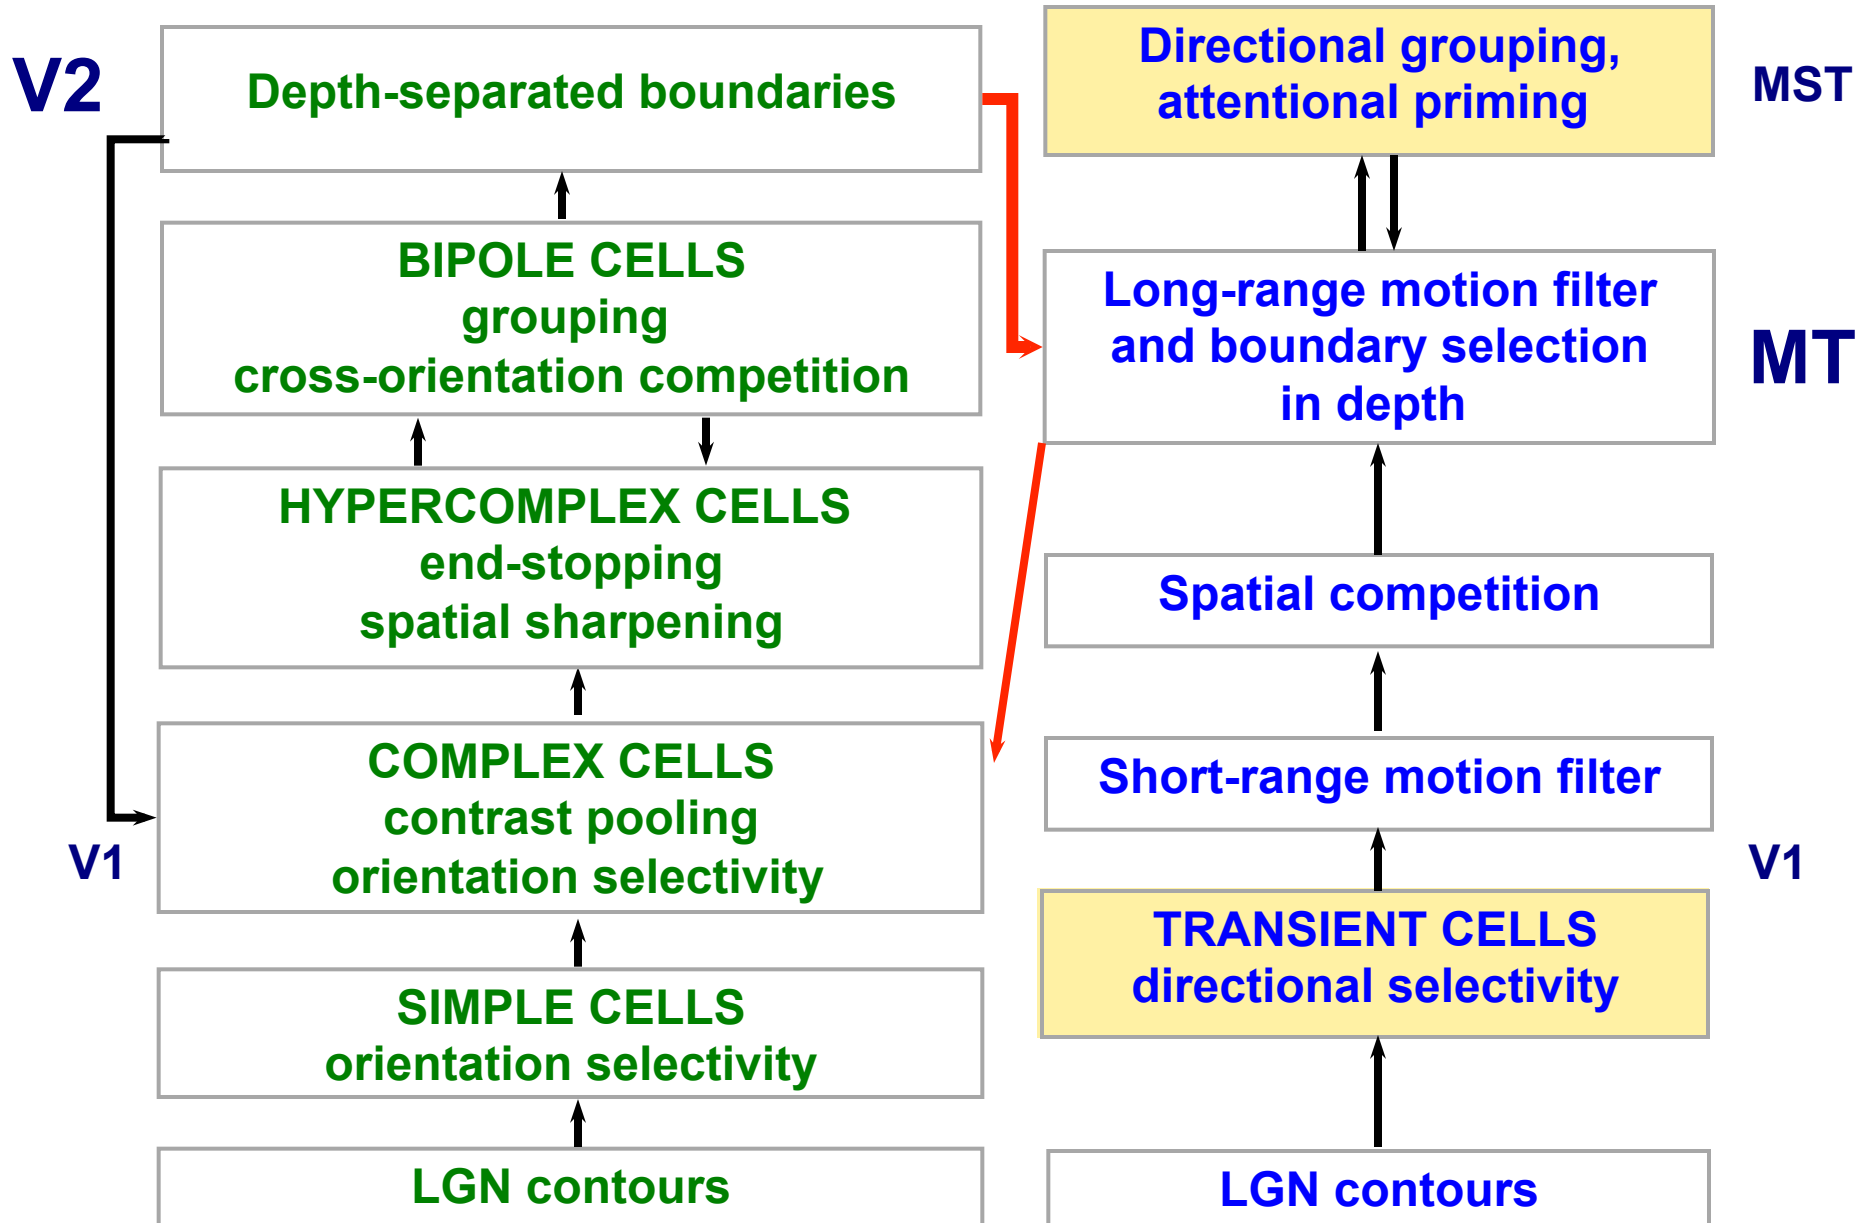 V2
Depth-separated boundaries
BIPOLE CELLS
grouping
cross-orientation competition
HYPERCOMPLEX CELLS
end-stopping
spatial sharpening
COMPLEX CELLS
contrast pooling
orientation selectivity
V1
SIMPLE CELLS
orientation selectivity
LGN contours
Directional grouping,
attentional priming
MST
Long-range motion filter
and boundary selection
in depth
MT
Spatial competition
Short-range motion filter
V1
TRANSIENT CELLS
directional selectivity
LGN contours